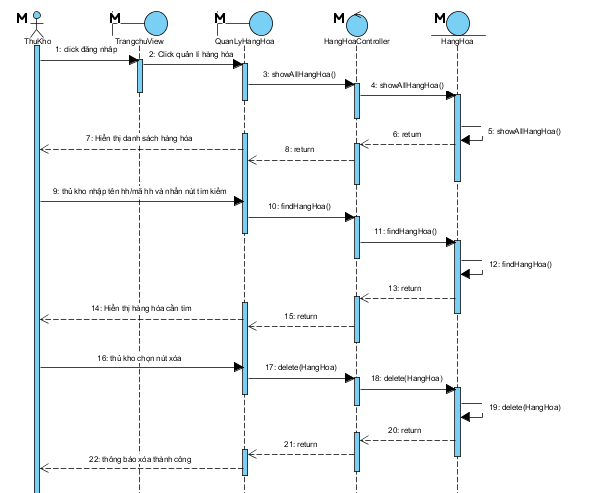 M M M M M
ThuKho TrangchuView QuanLyHangHoa HangHoaController HangHoa
1: click đăng nhập
2: Click quản lí hàng hóa
3: showAllHangHoa()
4: showAllHangHoa()
5: showAllHangHoa()
6: return
7: Hiển thị danh sách hàng hóa
8: return
9: thủ kho nhập tên hh/mã hh và nhấn nút tìm kiếm
10: findHangHoa()
11: findHangHoa()
12: findHangHoa()
13: return
14: Hiển thị hàng hóa cần tìm
15: return
16: thủ kho chọn nút xóa
17: delete(HangHoa)
18: delete(HangHoa)
19: delete(HangHoa)
20: return
21: return
22: thông báo xóa thành công